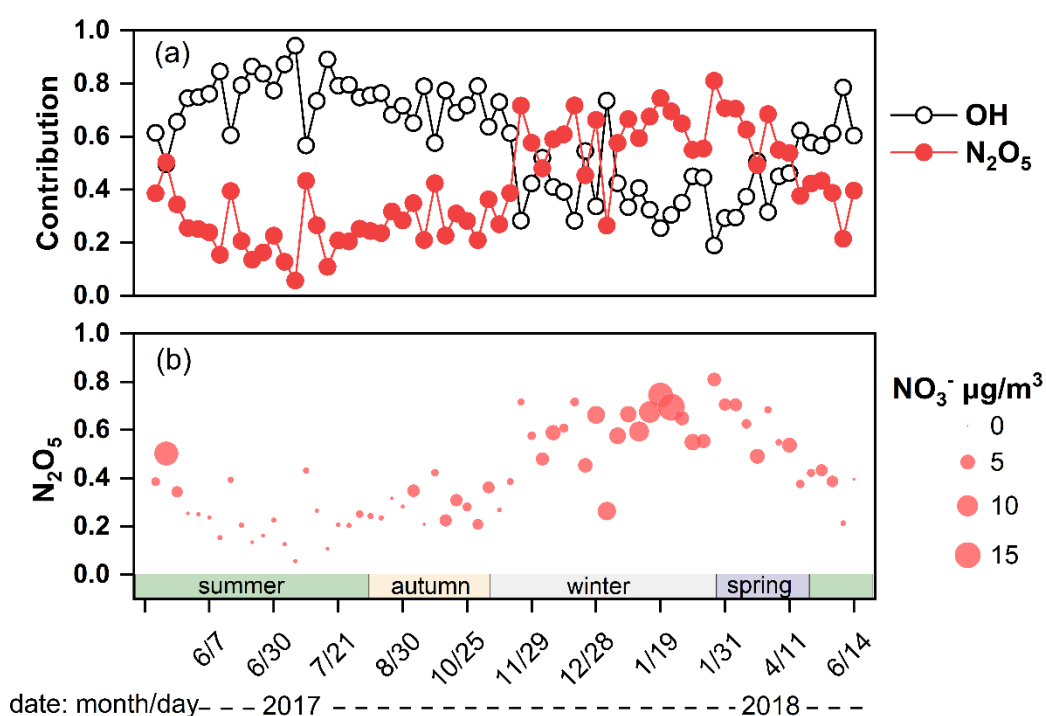 (a)
Contribution
1.0
0.8
0.6
0.4
0.2
0.0
OH
N₂O₅
(b)
N₂O₅
1.0
0.8
0.6
0.4
0.2
0.0
NO₃⁻ μg/m³
0
5
10
15
summer autumn winter spring
6/7 6/30 7/21 8/30 10/25 11/29 12/28 1/19 1/31 4/11 6/14
date: month/day 2017 2018